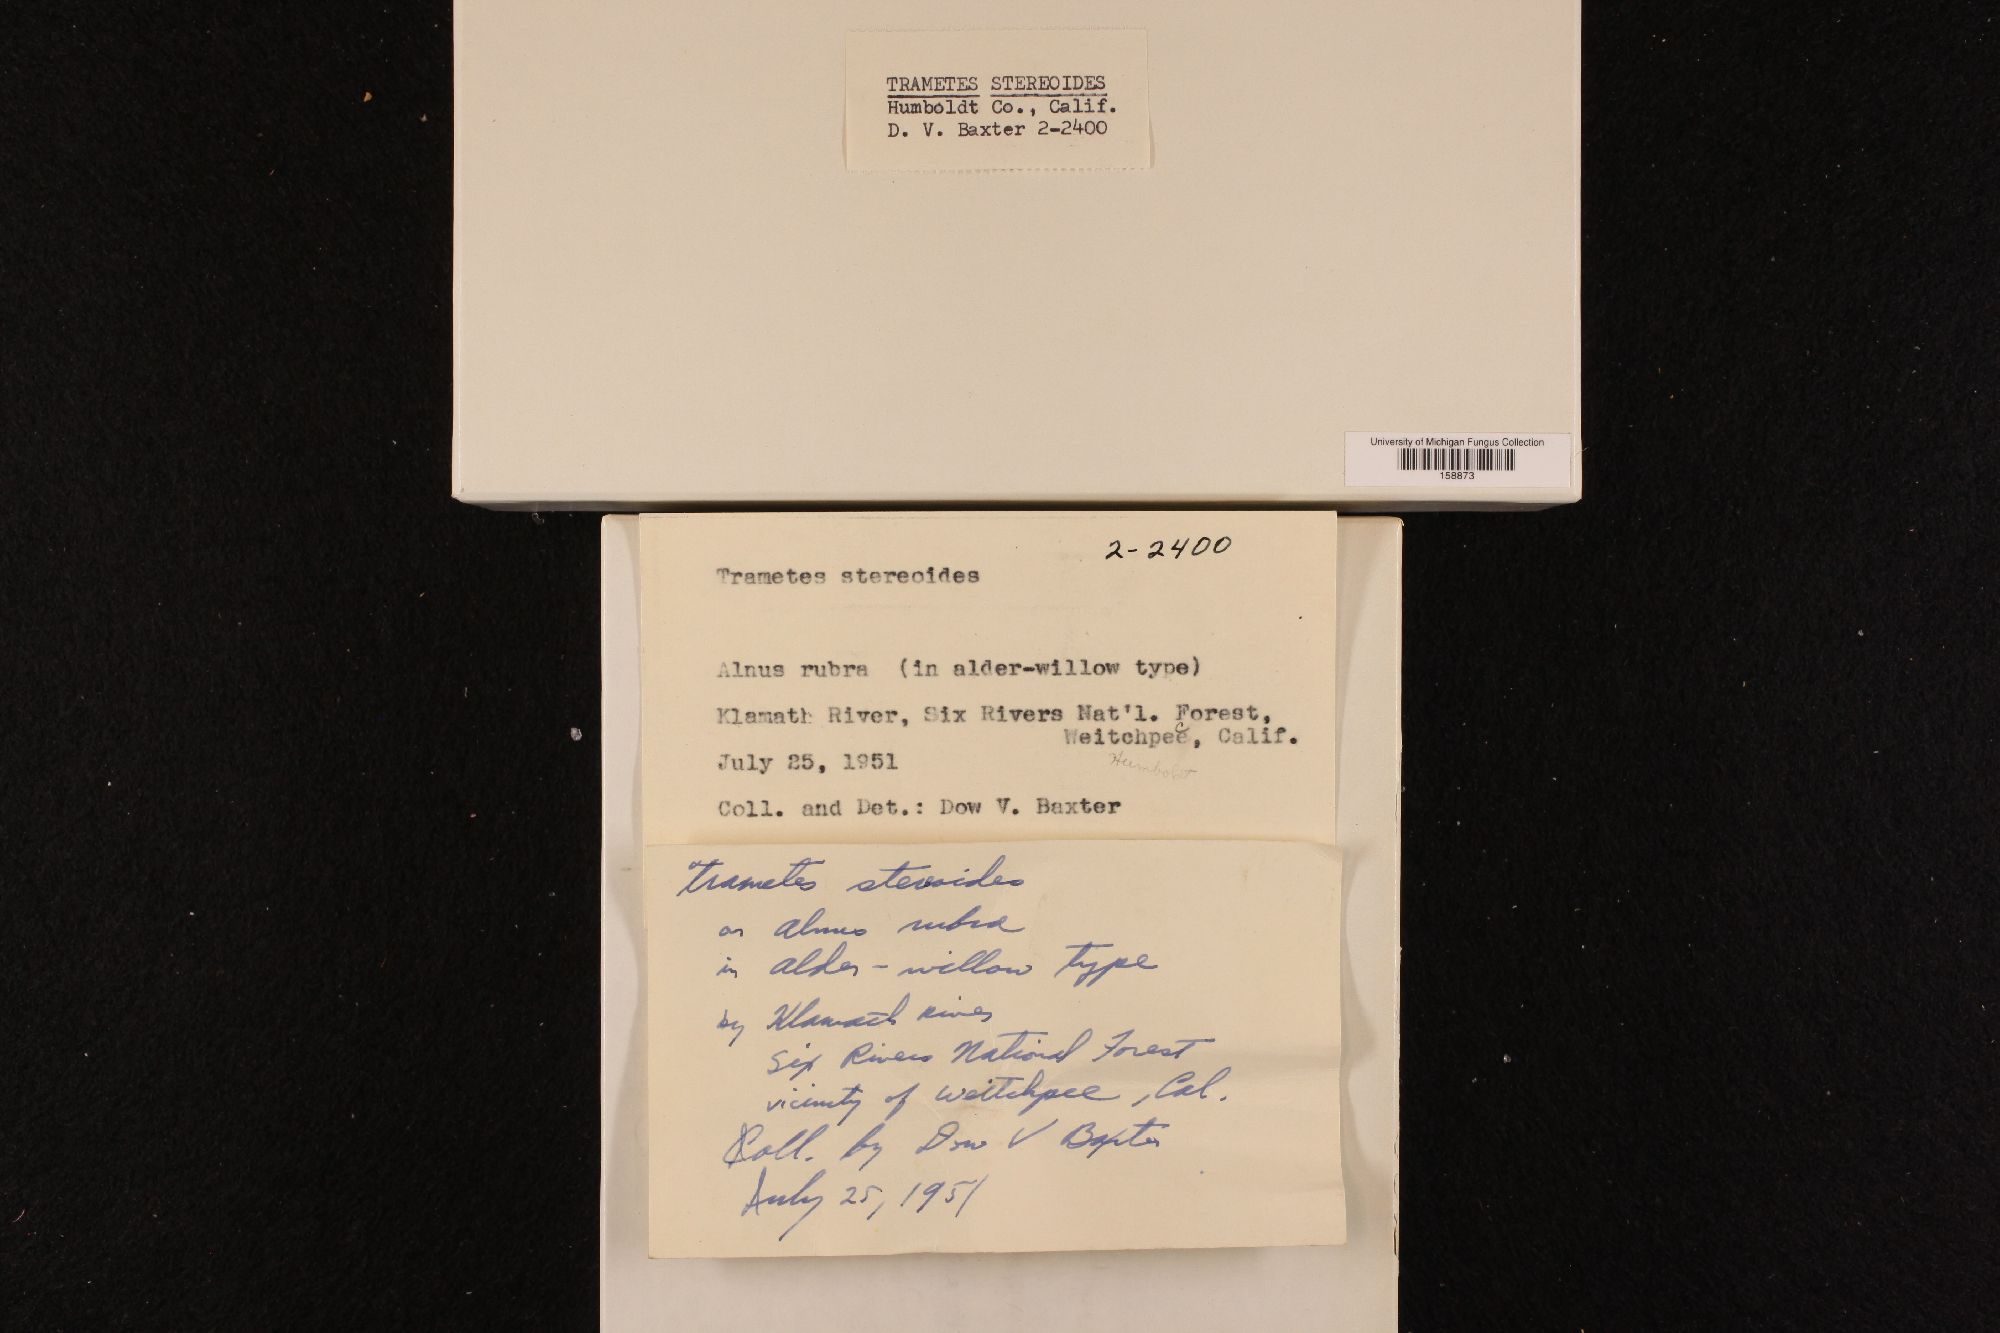 TRAMETES STEREOIDES
Humboldt Co., Calif.
D. V. Baxter 2-2400
University of Michigan Fungus Collection
158873
2-2400
Trametes stereoides
Alnus rubra (in alder-willow type)
Klamath River, Six Rivers Nat'l. Forest,
Weitchpec, Calif.
Humboldt
July 25, 1951
Coll. and Det.: Dow V. Baxter
Trametes stereoides
on alnus rubra
in alder-willow type
by Klamath river
Six Rivers National Forest
vicinity of Weitchpee, Cal.
Coll. by Dow V Baxter
July 25, 1951